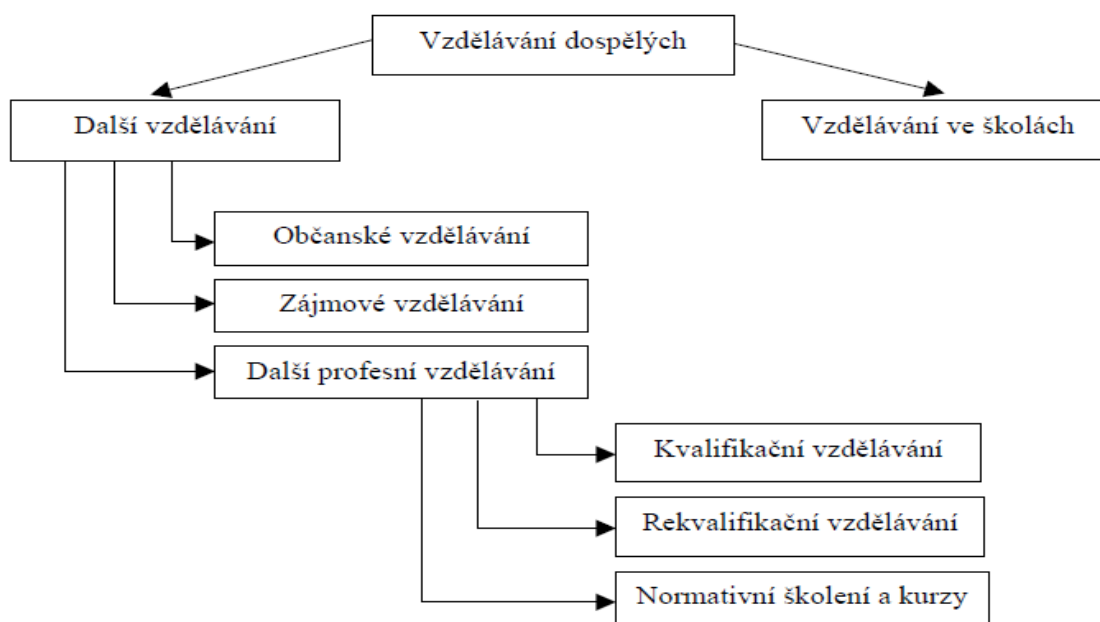 Vzdělávání dospělých
Další vzdělávání
Vzdělávání ve školách
Občanské vzdělávání
Zájmové vzdělávání
Další profesní vzdělávání
Kvalifikační vzdělávání
Rekvalifikační vzdělávání
Normativní školení a kurzy